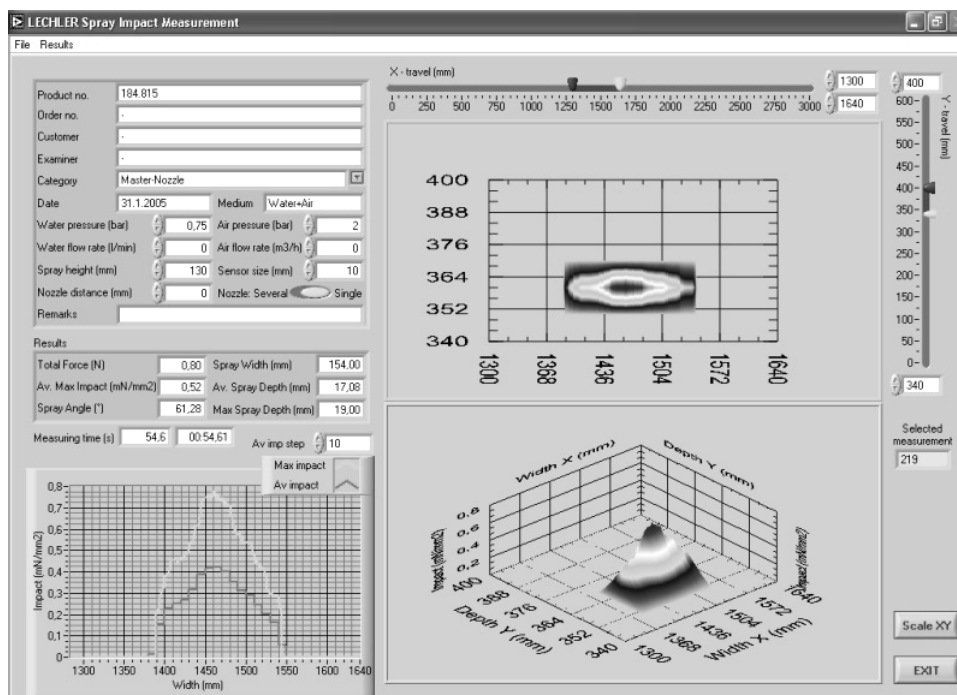 LECHLER Spray Impact Measurement
File Results
Product no. 184.815
Order no. .
Customer .
Examiner .
Category Master-Nozzle
Date 31.1.2005 Medium Water+Air
Water pressure (bar) 0,75 Air pressure (bar) 2
Water flow rate (l/min) 0 Air flow rate (m3/h) 0
Spray height (mm) 130 Sensor size (mm) 10
Nozzle distance (mm) 0 Nozzle: Several Single
Remarks
Results
Total Force (N) 0,80 Spray Width (mm) 154,00
Av. Max Impact (mN/mm2) 0,52 Av. Spray Depth (mm) 17,08
Spray Angle (°) 61,28 Max Spray Depth (mm) 19,00
Measuring time (s) 54,6 00:54,61 Av imp step 10
Max impact
Av impact
0,8
0,7
0,6
0,5
0,4
0,3
0,2
0,1
0
Impact (mN/mm2)
1300 1350 1400 1450 1500 1550 1600 1640
Width (mm)
X - travel (mm)
0 250 500 750 1000 1250 1500 1750 2000 2250 2500 2750 3000
1300
1640
400
388
376
364
352
340
1300 1368 1436 1504 1572 1640
Width X (mm)
Depth Y (mm)
Impact(mN/mm2)
0.8
0.6
0.4
0.2
400
388
376
364
352
340
Depth Y (mm)
1300
1368
1436
1504
1572
1640
Width X (mm)
Impact(mN/mm2)
400
Y - travel (mm)
600
550
500
450
400
350
300
250
200
150
100
50
0
340
Selected
measurement
219
Scale XY
EXIT